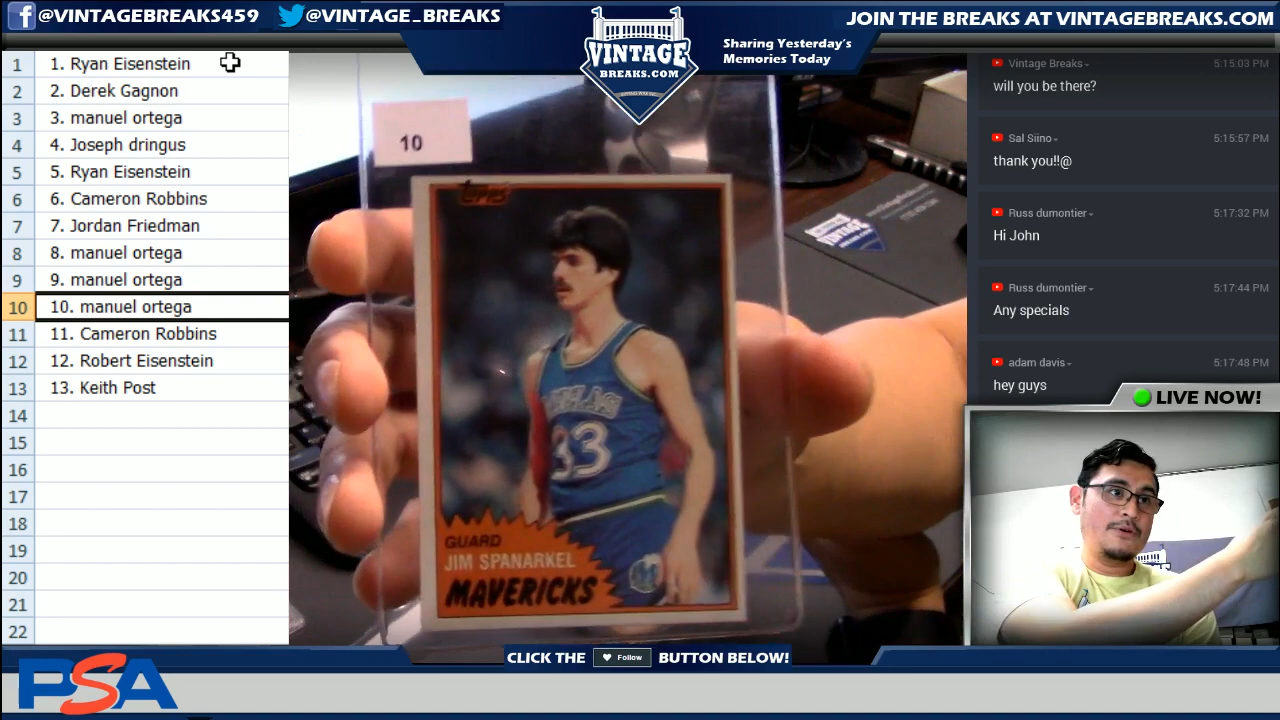 @VINTAGEBREAKS459
@VINTAGE_BREAKS
VINTAGE
BREAKS.COM
Sharing Yesterday's
Memories Today
JOIN THE BREAKS AT VINTAGEBREAKS.COM
1 1. Ryan Eisenstein
2 2. Derek Gagnon
3 3. manuel ortega
4 4. Joseph dringus
5 5. Ryan Eisenstein
6 6. Cameron Robbins
7 7. Jordan Friedman
8 8. manuel ortega
9 9. manuel ortega
10 10. manuel ortega
11 11. Cameron Robbins
12 12. Robert Eisenstein
13 13. Keith Post
14
15
16
17
18
19
20
21
22
10
TOPPS
DALLAS
33
GUARD
JIM SPANARKEL
MAVERICKS
VINTAGE
Vintage Breaks 5:15:03 PM
will you be there?
Sal Siino 5:15:57 PM
thank you!!@
Russ dumontier 5:17:32 PM
Hi John
Russ dumontier 5:17:44 PM
Any specials
adam davis 5:17:48 PM
hey guys
LIVE NOW!
CLICK THE Follow BUTTON BELOW!
PSA